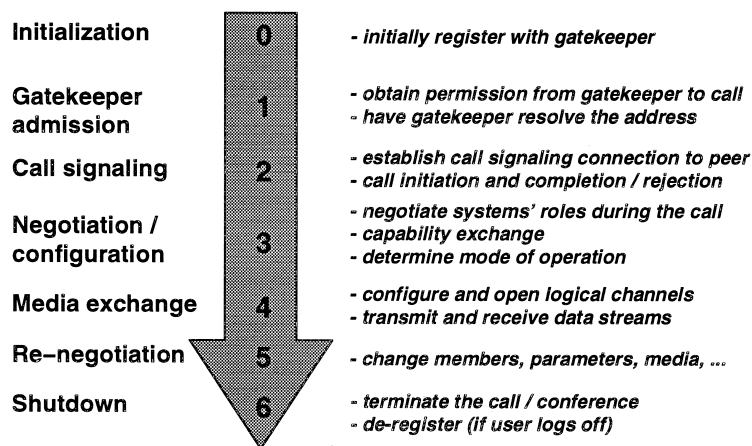 Initialization 0 - initially register with gatekeeper
Gatekeeper admission 1 - obtain permission from gatekeeper to call
- have gatekeeper resolve the address
Call signaling 2 - establish call signaling connection to peer
- call initiation and completion / rejection
Negotiation / configuration 3 - negotiate systems' roles during the call
- capability exchange
- determine mode of operation
Media exchange 4 - configure and open logical channels
- transmit and receive data streams
Re-negotiation 5 - change members, parameters, media, ...
Shutdown 6 - terminate the call / conference
- de-register (if user logs off)